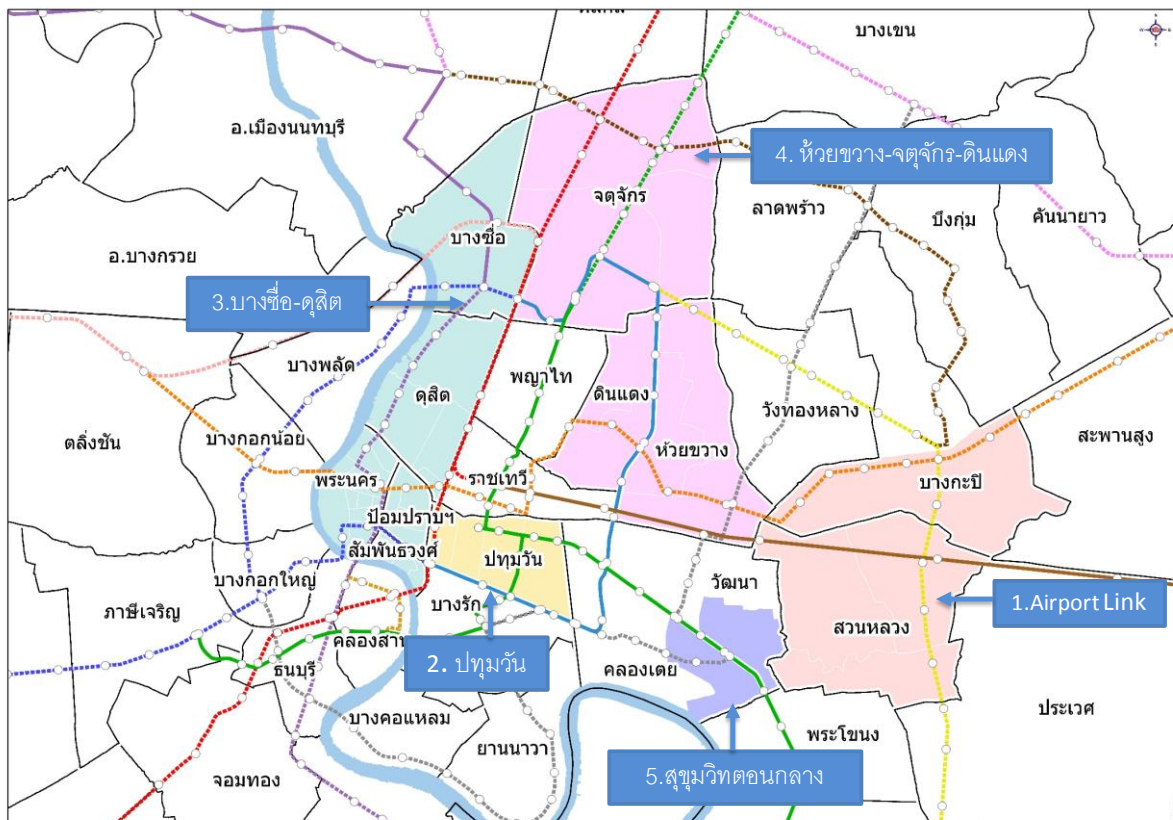 บางเขน
อ.เมืองนนทบุรี
4. ห้วยขวาง-จตุจักร-ดินแดง
จตุจักร
ลาดพร้าว
บึงกุ่ม
คันนายาว
บางซื่อ
อ.บางกรวย
3.บางซื่อ-ดุสิต
บางพลัด
พญาไท
ดุสิต
ดินแดง
วังทองหลาง
ตลิ่งชัน
บางกอกน้อย
ห้วยขวาง
สะพานสูง
พระนคร
ราชเทวี
บางกะปิ
ป้อมปราบฯ
สัมพันธวงศ์
ปทุมวัน
วัฒนา
บางกอกใหญ่
ภาษีเจริญ
บางรัก
1.Airport Link
สวนหลวง
คลองสาน
2. ปทุมวัน
ธนบุรี
คลองเตย
ประเวศ
บางคอแหลม
พระโขนง
ยานนาวา
จอมทอง
5.สุขุมวิทตอนกลาง